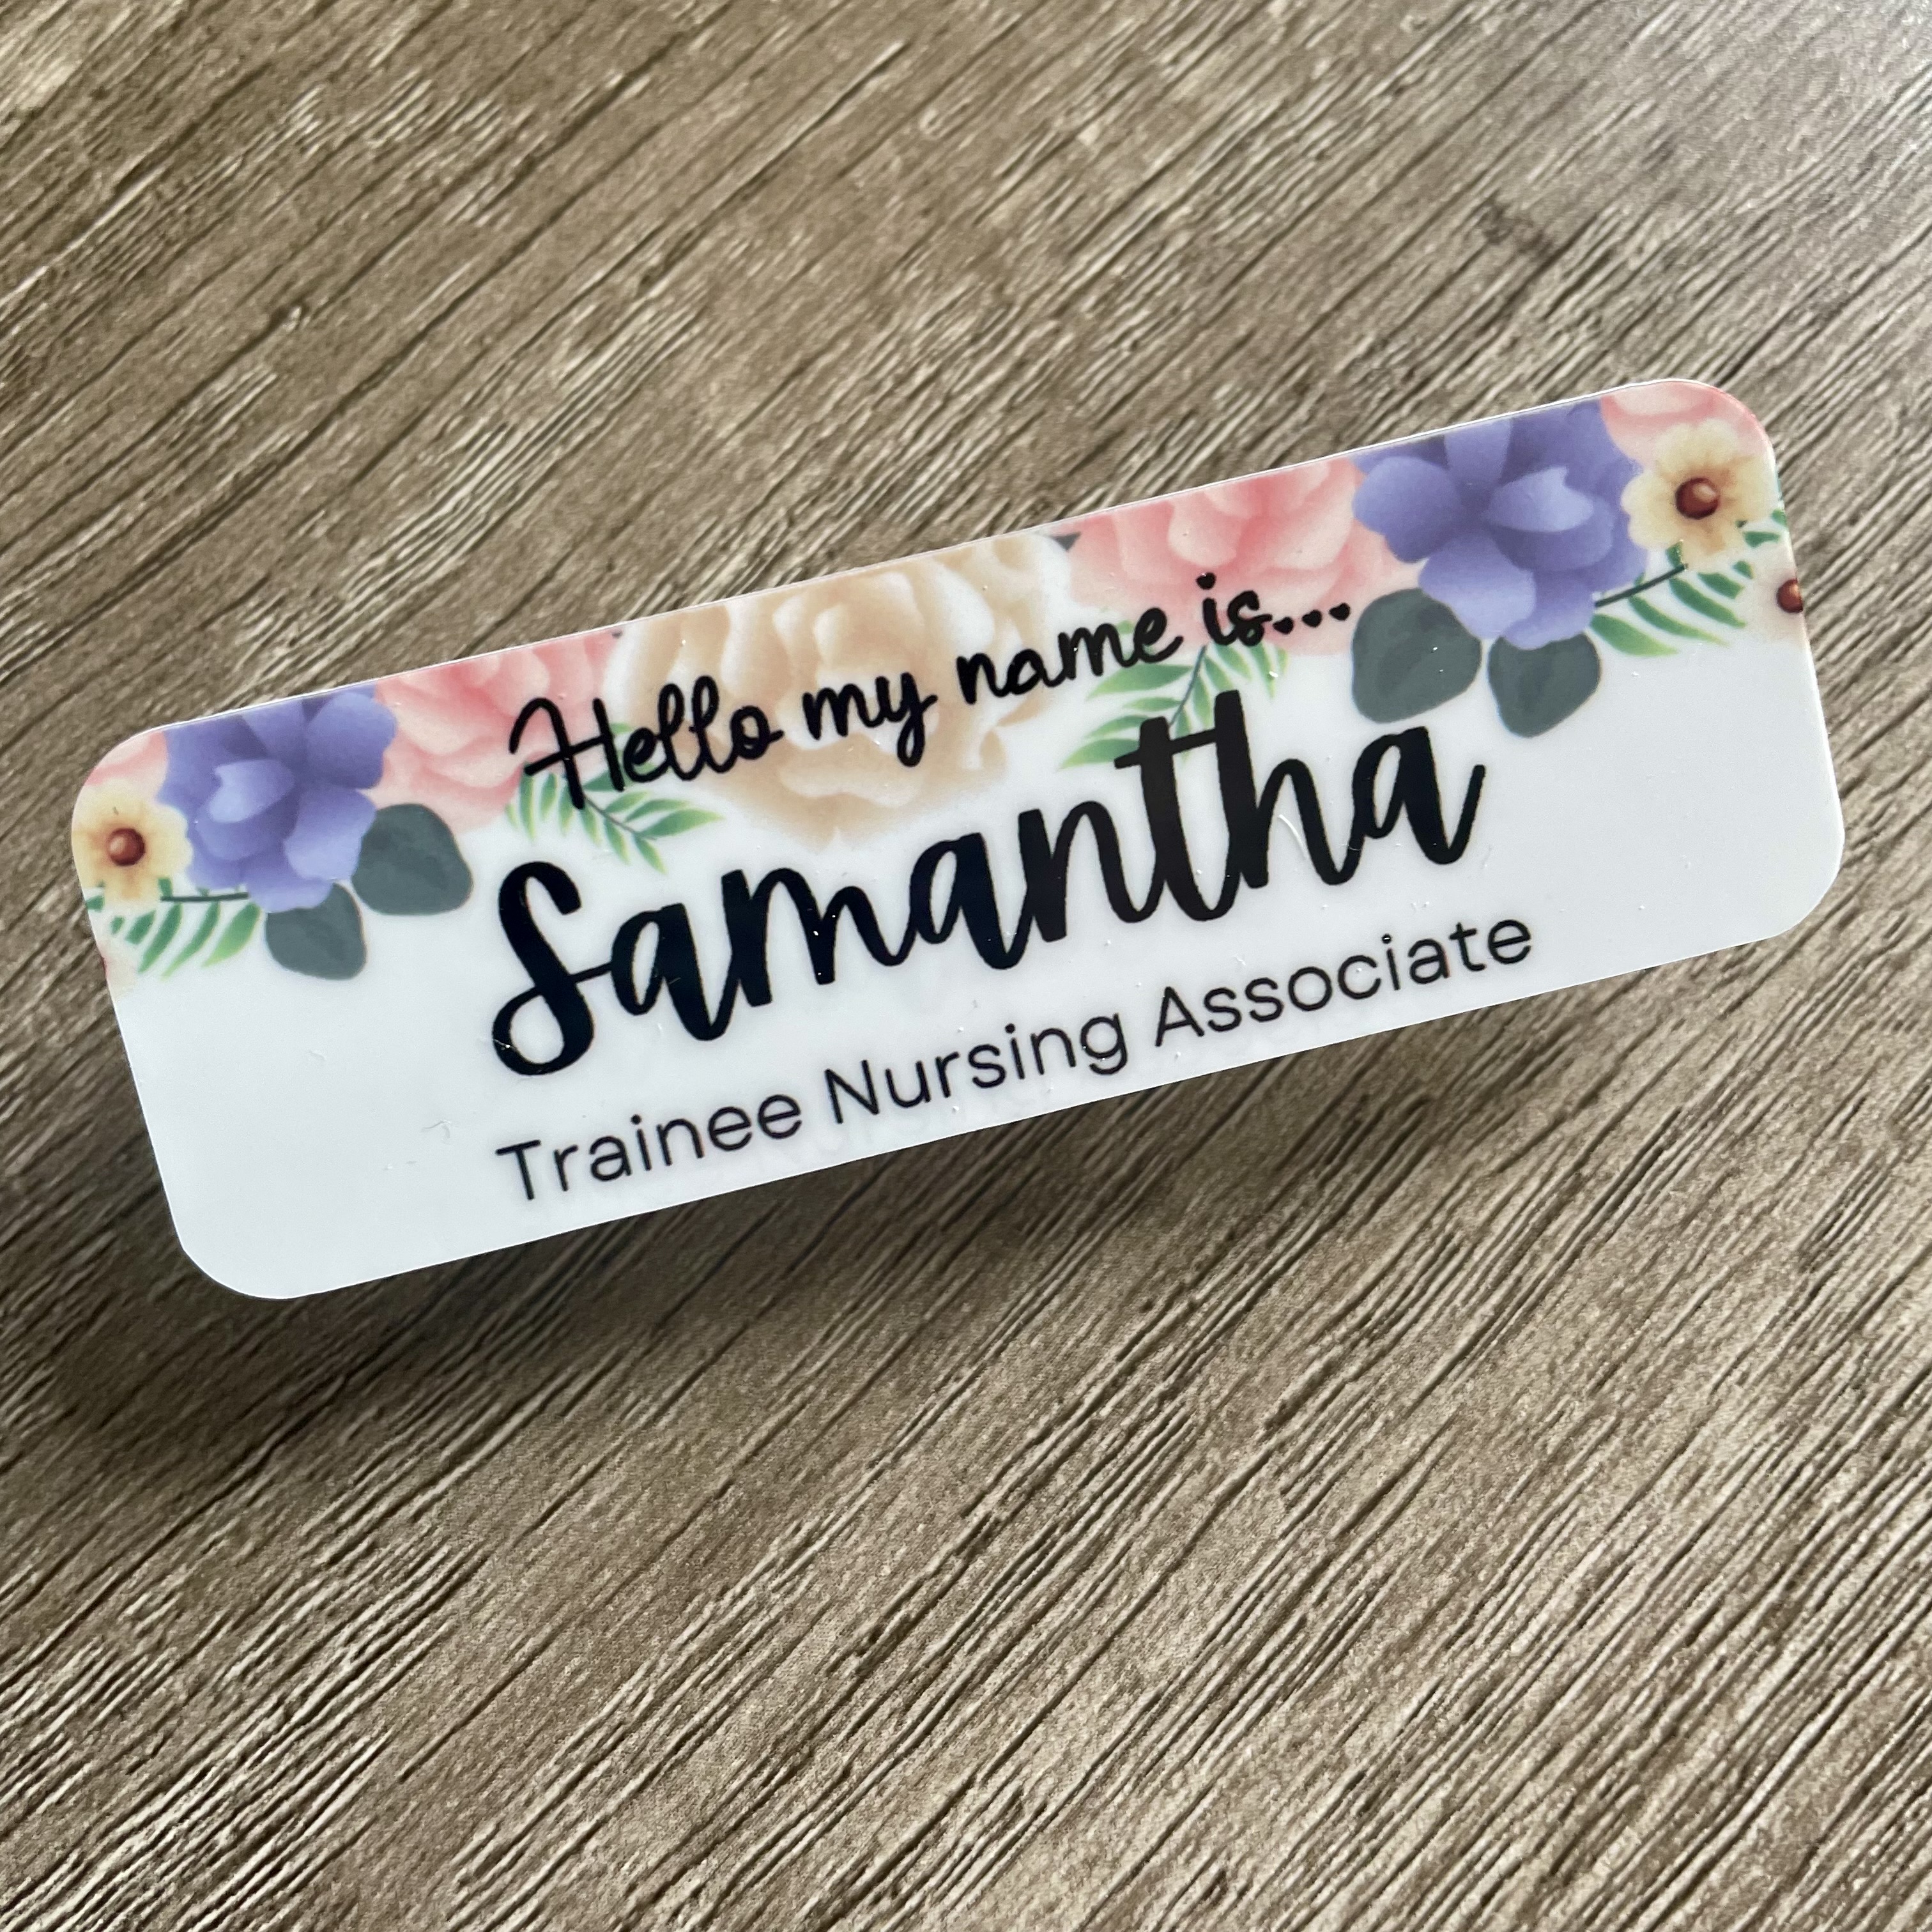 Hello my name is...
Samantha
Trainee Nursing Associate